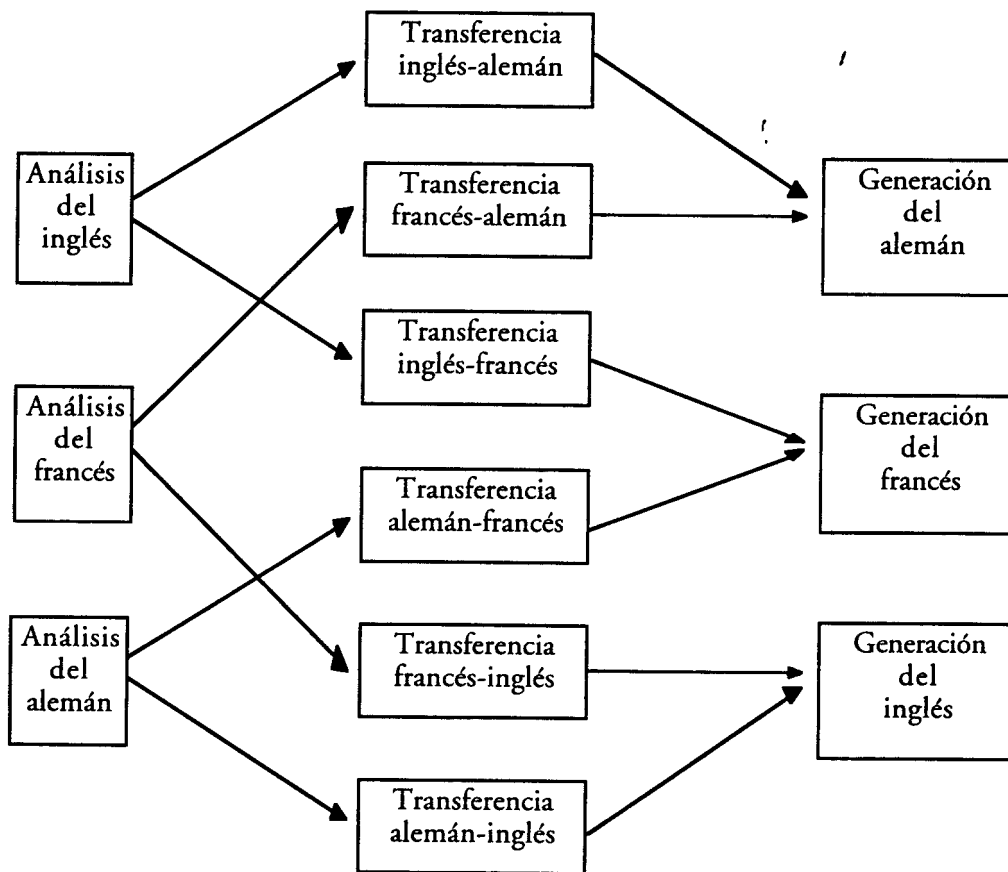 Transferencia
inglés-alemán
Análisis
del
inglés
Transferencia
francés-alemán
Generación
del
alemán
Transferencia
inglés-francés
Análisis
del
francés
Generación
del
francés
Transferencia
alemán-francés
Análisis
del
alemán
Transferencia
francés-inglés
Generación
del
inglés
Transferencia
alemán-inglés